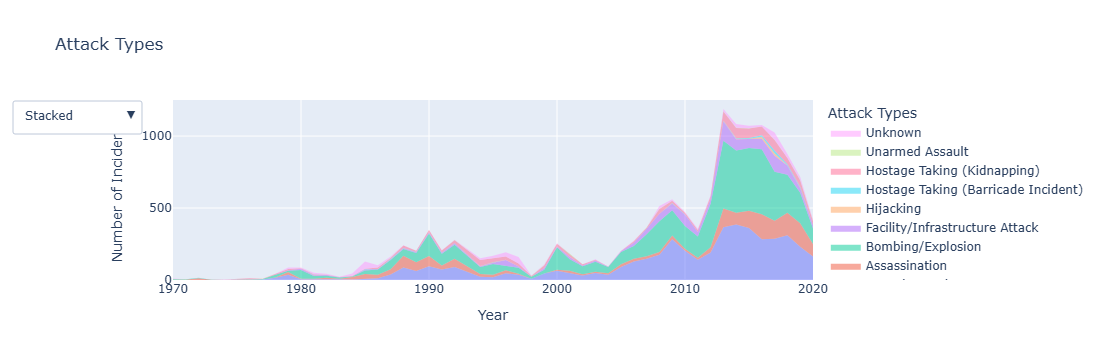 Attack Types
Stacked ▼
Number of Incider
1000
500
0
1970 1980 1990 2000 2010 2020
Year
Attack Types
Unknown
Unarmed Assault
Hostage Taking (Kidnapping)
Hostage Taking (Barricade Incident)
Hijacking
Facility/Infrastructure Attack
Bombing/Explosion
Assassination